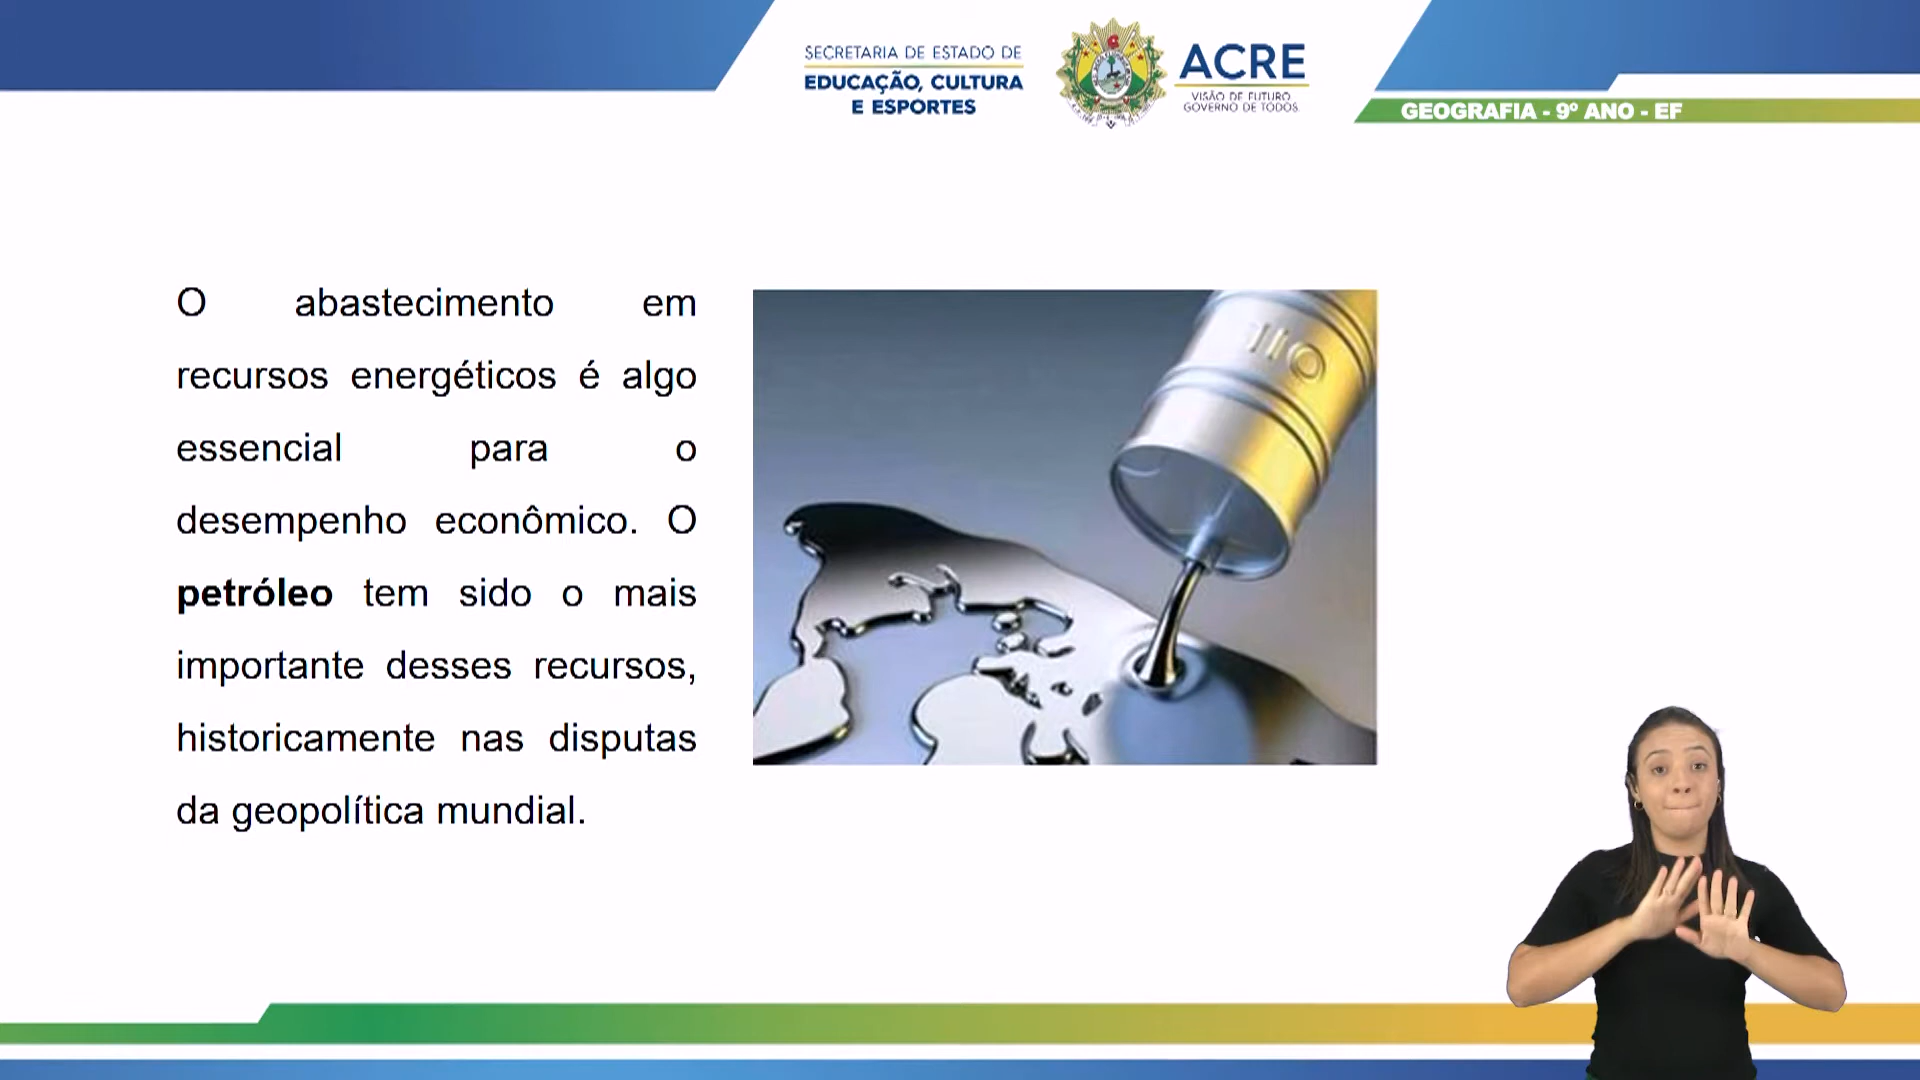 SECRETARIA DE ESTADO DE
EDUCAÇÃO, CULTURA
E ESPORTES
ACRE
VISÃO DE FUTURO
GOVERNO DE TODOS
GEOGRAFIA - 9º ANO - EF
O abastecimento em
recursos energéticos é algo
essencial para o
desempenho econômico. O
petróleo tem sido o mais
importante desses recursos,
historicamente nas disputas
da geopolítica mundial.
OIL